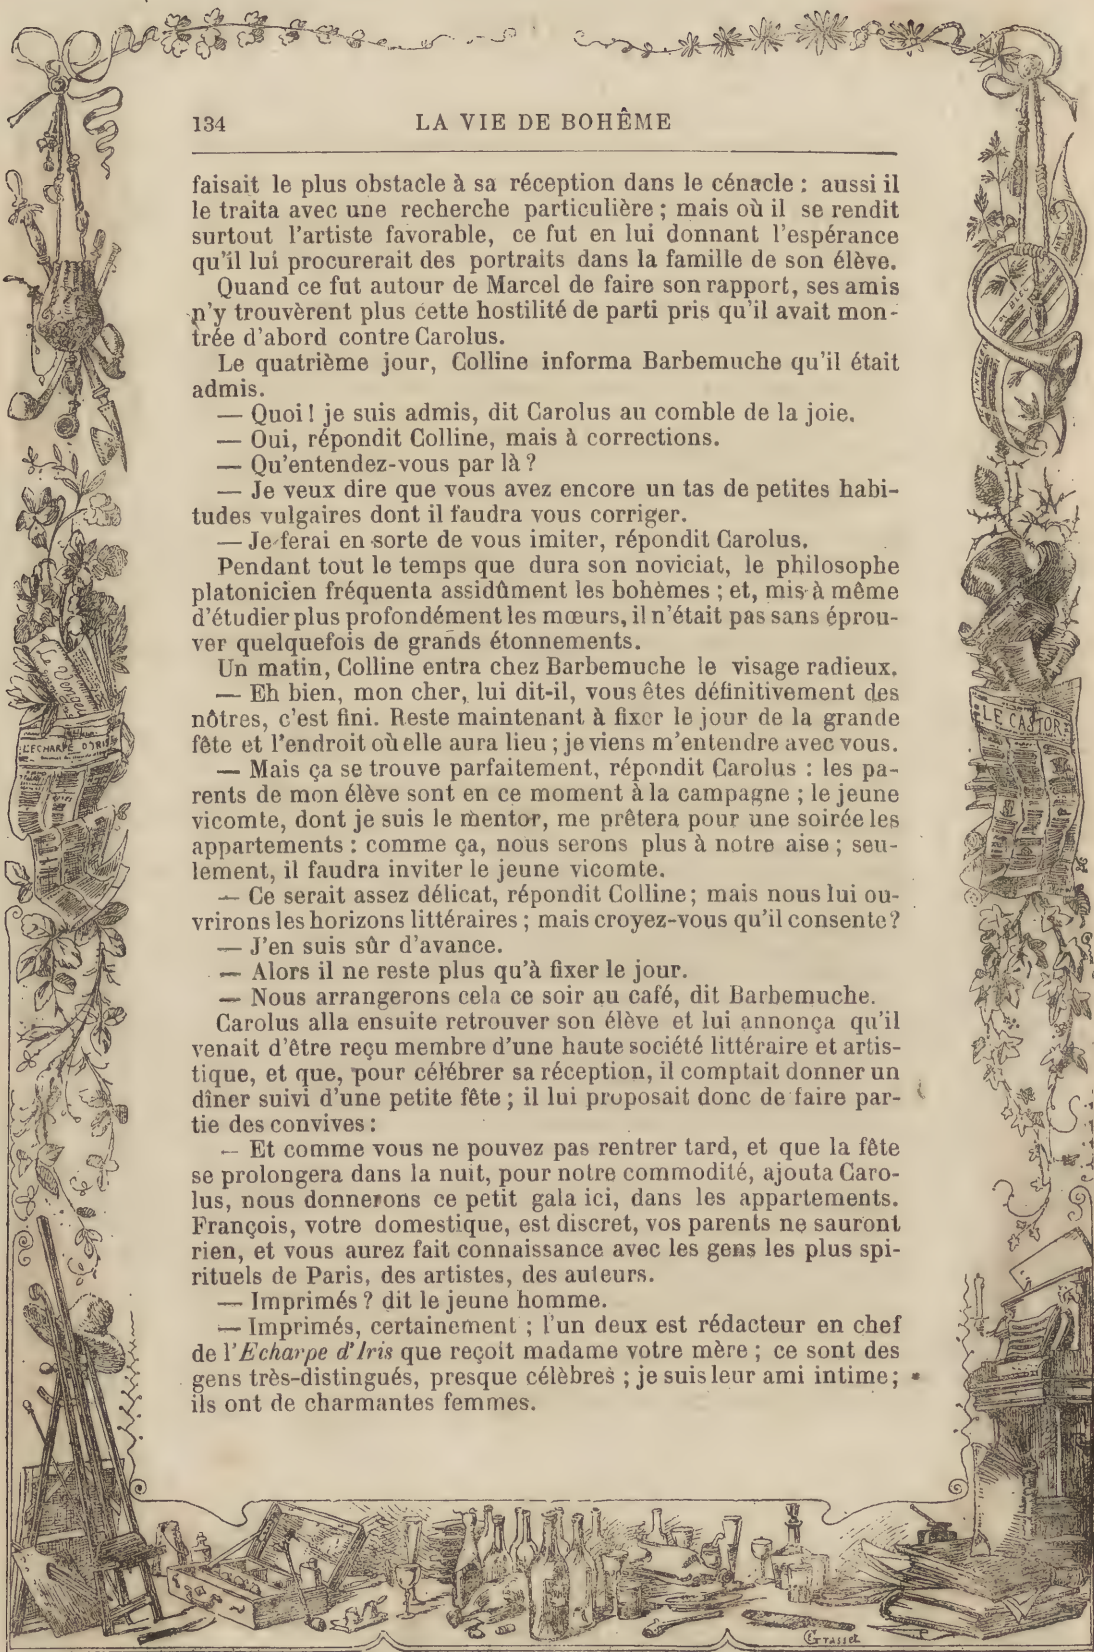 134 LA VIE DE BOHÊME
faisait le plus obstacle à sa réception dans le cénacle : aussi il
le traita avec une recherche particulière ; mais où il se rendit
surtout l'artiste favorable, ce fut en lui donnant l'espérance
qu'il lui procurerait des portraits dans la famille de son élève.
Quand ce fut autour de Marcel de faire son rapport, ses amis
n'y trouvèrent plus cette hostilité de parti pris qu'il avait mon-
trée d'abord contre Carolus.
Le quatrième jour, Colline informa Barbemuche qu'il était
admis.
— Quoi ! je suis admis, dit Carolus au comble de la joie.
— Oui, répondit Colline, mais à corrections.
— Qu'entendez-vous par là ?
— Je veux dire que vous avez encore un tas de petites habi-
tudes vulgaires dont il faudra vous corriger.
— Je ferai en sorte de vous imiter, répondit Carolus.
Pendant tout le temps que dura son noviciat, le philosophe
platonicien fréquenta assidûment les bohèmes ; et, mis à même
d'étudier plus profondément les mœurs, il n'était pas sans éprou-
ver quelquefois de grands étonnements.
Un matin, Colline entra chez Barbemuche le visage radieux.
— Eh bien, mon cher, lui dit-il, vous êtes définitivement des
nôtres, c'est fini. Reste maintenant à fixer le jour de la grande
fête et l'endroit où elle aura lieu ; je viens m'entendre avec vous.
— Mais ça se trouve parfaitement, répondit Carolus : les pa-
rents de mon élève sont en ce moment à la campagne ; le jeune
vicomte, dont je suis le mentor, me prêtera pour une soirée les
appartements : comme ça, nous serons plus à notre aise ; seu-
lement, il faudra inviter le jeune vicomte.
— Ce serait assez délicat, répondit Colline ; mais nous lui ou-
vrirons les horizons littéraires ; mais croyez-vous qu'il consente ?
— J'en suis sûr d'avance.
— Alors il ne reste plus qu'à fixer le jour.
— Nous arrangerons cela ce soir au café, dit Barbemuche.
Carolus alla ensuite retrouver son élève et lui annonça qu'il
venait d'être reçu membre d'une haute société littéraire et artis-
tique, et que, pour célébrer sa réception, il comptait donner un
dîner suivi d'une petite fête ; il lui proposait donc de faire par-
tie des convives :
— Et comme vous ne pouvez pas rentrer tard, et que la fête
se prolongera dans la nuit, pour notre commodité, ajouta Caro-
lus, nous donnerons ce petit gala ici, dans les appartements.
François, votre domestique, est discret, vos parents ne sauront
rien, et vous aurez fait connaissance avec les gens les plus spi-
rituels de Paris, des artistes, des auteurs.
— Imprimés ? dit le jeune homme.
— Imprimés, certainement ; l'un deux est rédacteur en chef
de l'Echarpe d'Iris que reçoit madame votre mère ; ce sont des
gens très-distingués, presque célèbres ; je suis leur ami intime ;
ils ont de charmantes femmes.
Le Vengeur
L'ECHARPE D'IRIS
LE CASTOR
GRASSET